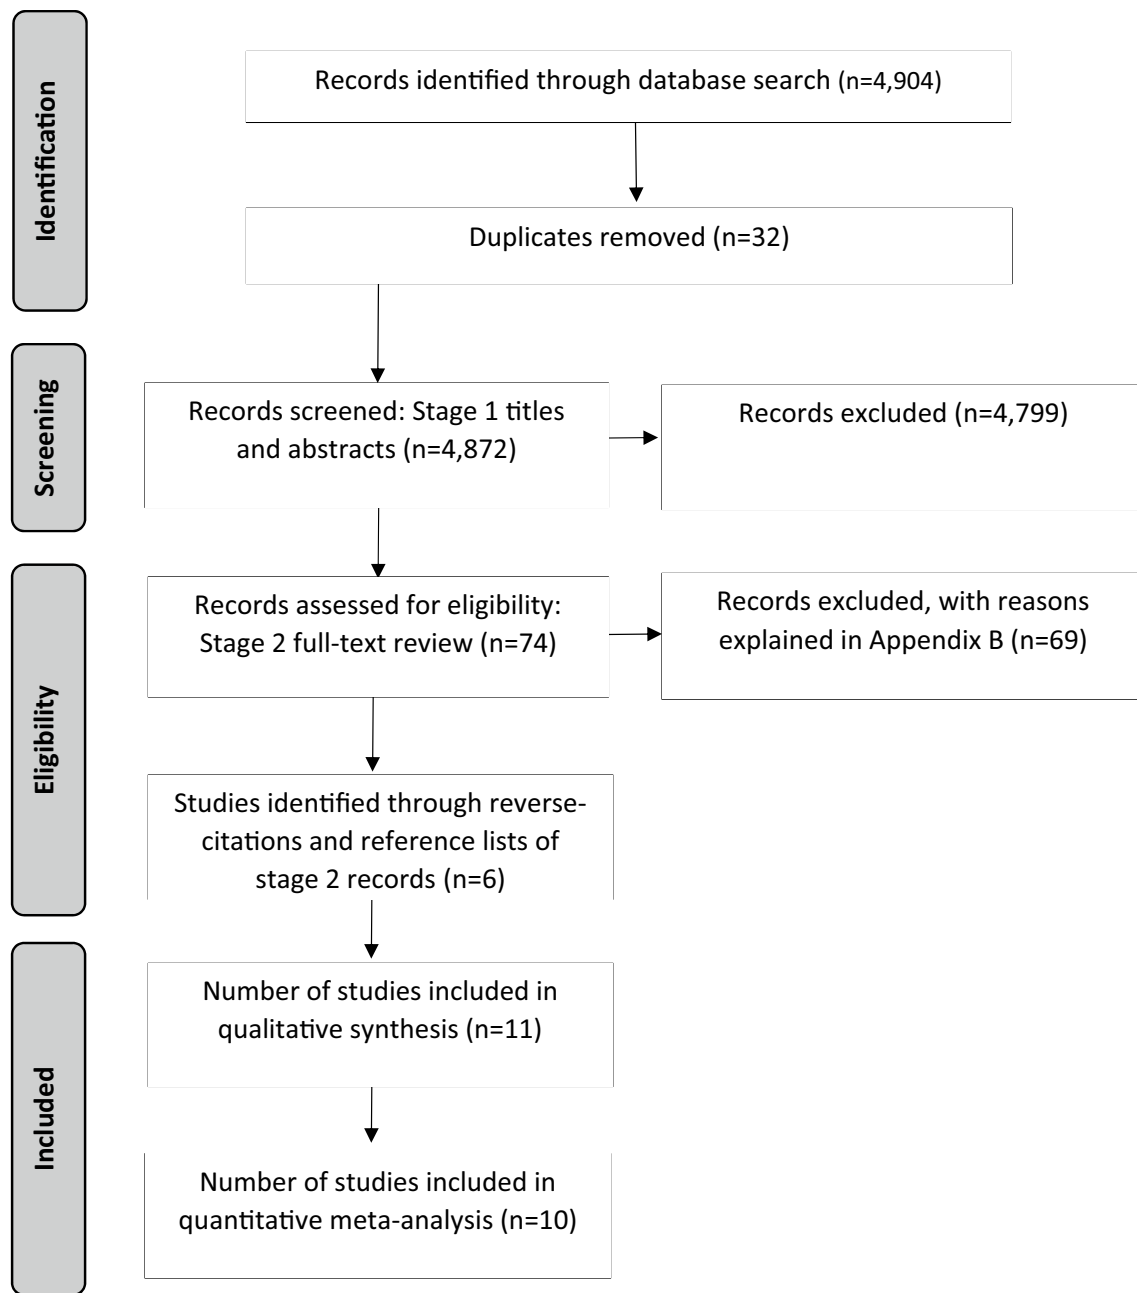 Identification
Records identified through database search (n=4,904)
Duplicates removed (n=32)
Screening
Records screened: Stage 1 titles
and abstracts (n=4,872)
Records excluded (n=4,799)
Eligibility
Records assessed for eligibility:
Stage 2 full-text review (n=74)
Records excluded, with reasons
explained in Appendix B (n=69)
Studies identified through reverse-
citations and reference lists of
stage 2 records (n=6)
Included
Number of studies included in
qualitative synthesis (n=11)
Number of studies included in
quantitative meta-analysis (n=10)